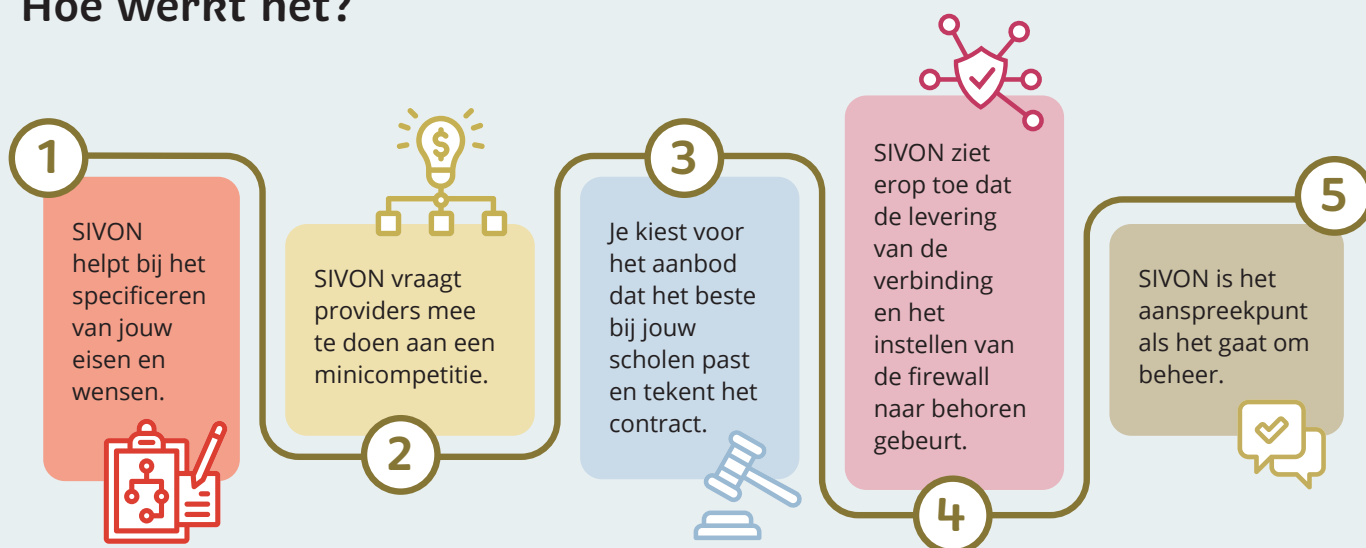 Hoe werkt het?
1
SIVON
helpt bij het
specificeren
van jouw
eisen en
wensen.
SIVON vraagt
providers mee
te doen aan een
minicompetitie.
2
3
Je kiest voor
het aanbod
dat het beste
bij jouw
scholen past
en tekent het
contract.
SIVON ziet
erop toe dat
de levering
van de
verbinding
en het
instellen van
de firewall
naar behoren
gebeurt.
4
5
SIVON is het
aanspreekpunt
als het gaat om
beheer.
$